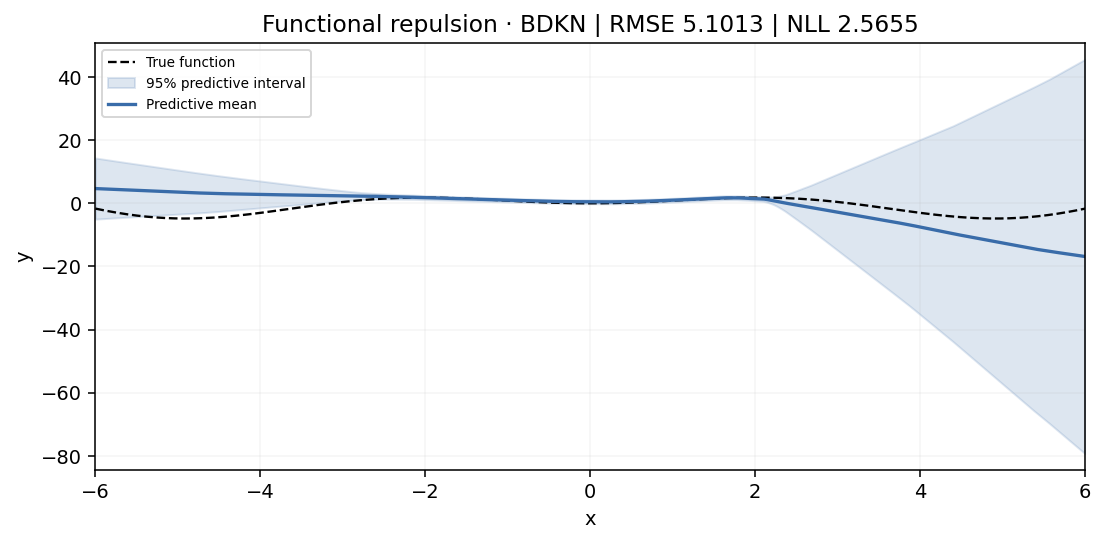 Functional repulsion · BDKN | RMSE 5.1013 | NLL 2.5655
True function
95% predictive interval
Predictive mean
40
20
0
−20
−40
−60
−80
y
−6
−4
−2
0
2
4
6
x